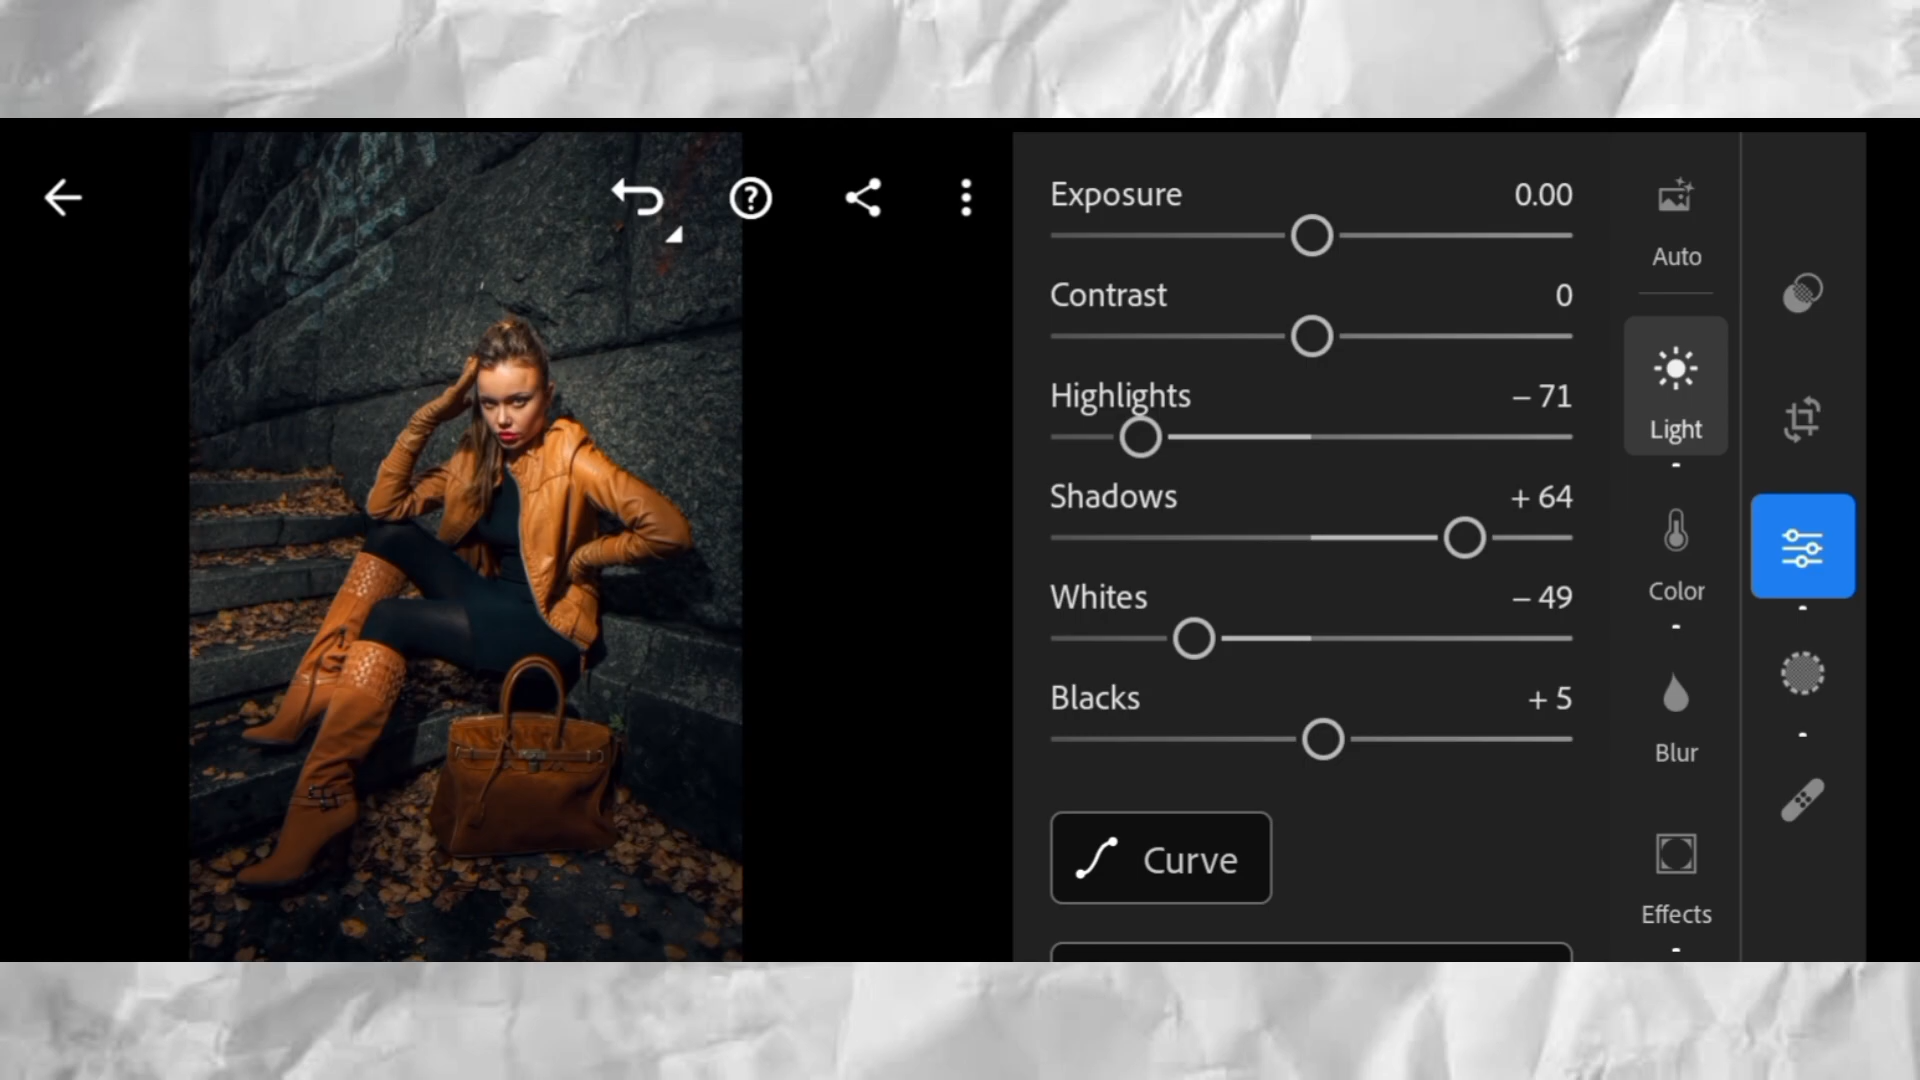 Exposure 0.00
Contrast 0
Highlights – 71
Shadows + 64
Whites – 49
Blacks + 5
Curve
Auto
Light
Color
Blur
Effects